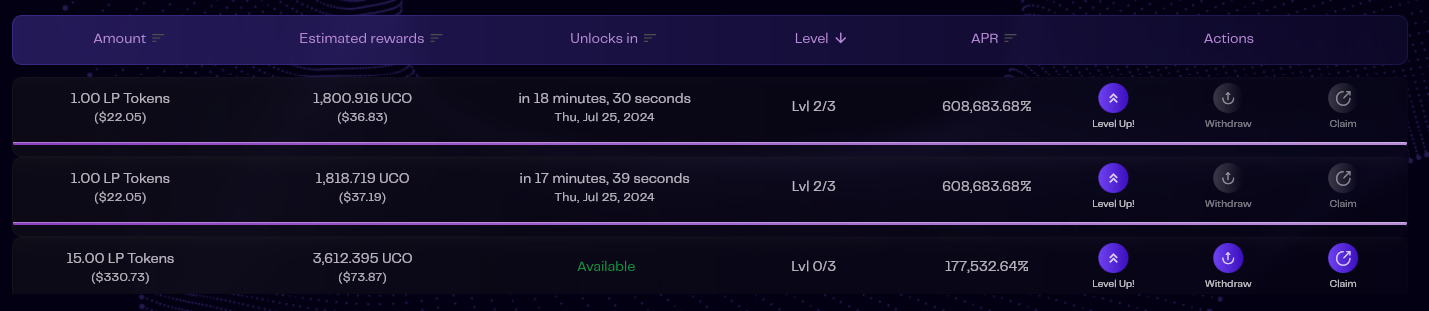 Amount Estimated rewards Unlocks in Level APR Actions
1.00 LP Tokens 1,800.916 UCO in 18 minutes, 30 seconds Lvl 2/3 608,683.68%
($22.05) ($36.83) Thu, Jul 25, 2024 Level Up! Withdraw Claim
1.00 LP Tokens 1,818.719 UCO in 17 minutes, 39 seconds Lvl 2/3 608,683.68%
($22.05) ($37.19) Thu, Jul 25, 2024 Level Up! Withdraw Claim
15.00 LP Tokens 3,612.395 UCO Available Lvl 0/3 177,532.64%
($330.73) ($73.87) Level Up! Withdraw Claim